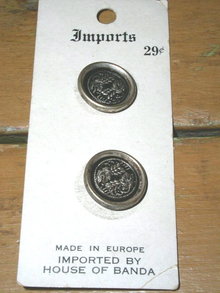 Imports
29¢
MADE IN EUROPE
IMPORTED BY
HOUSE OF BANDA